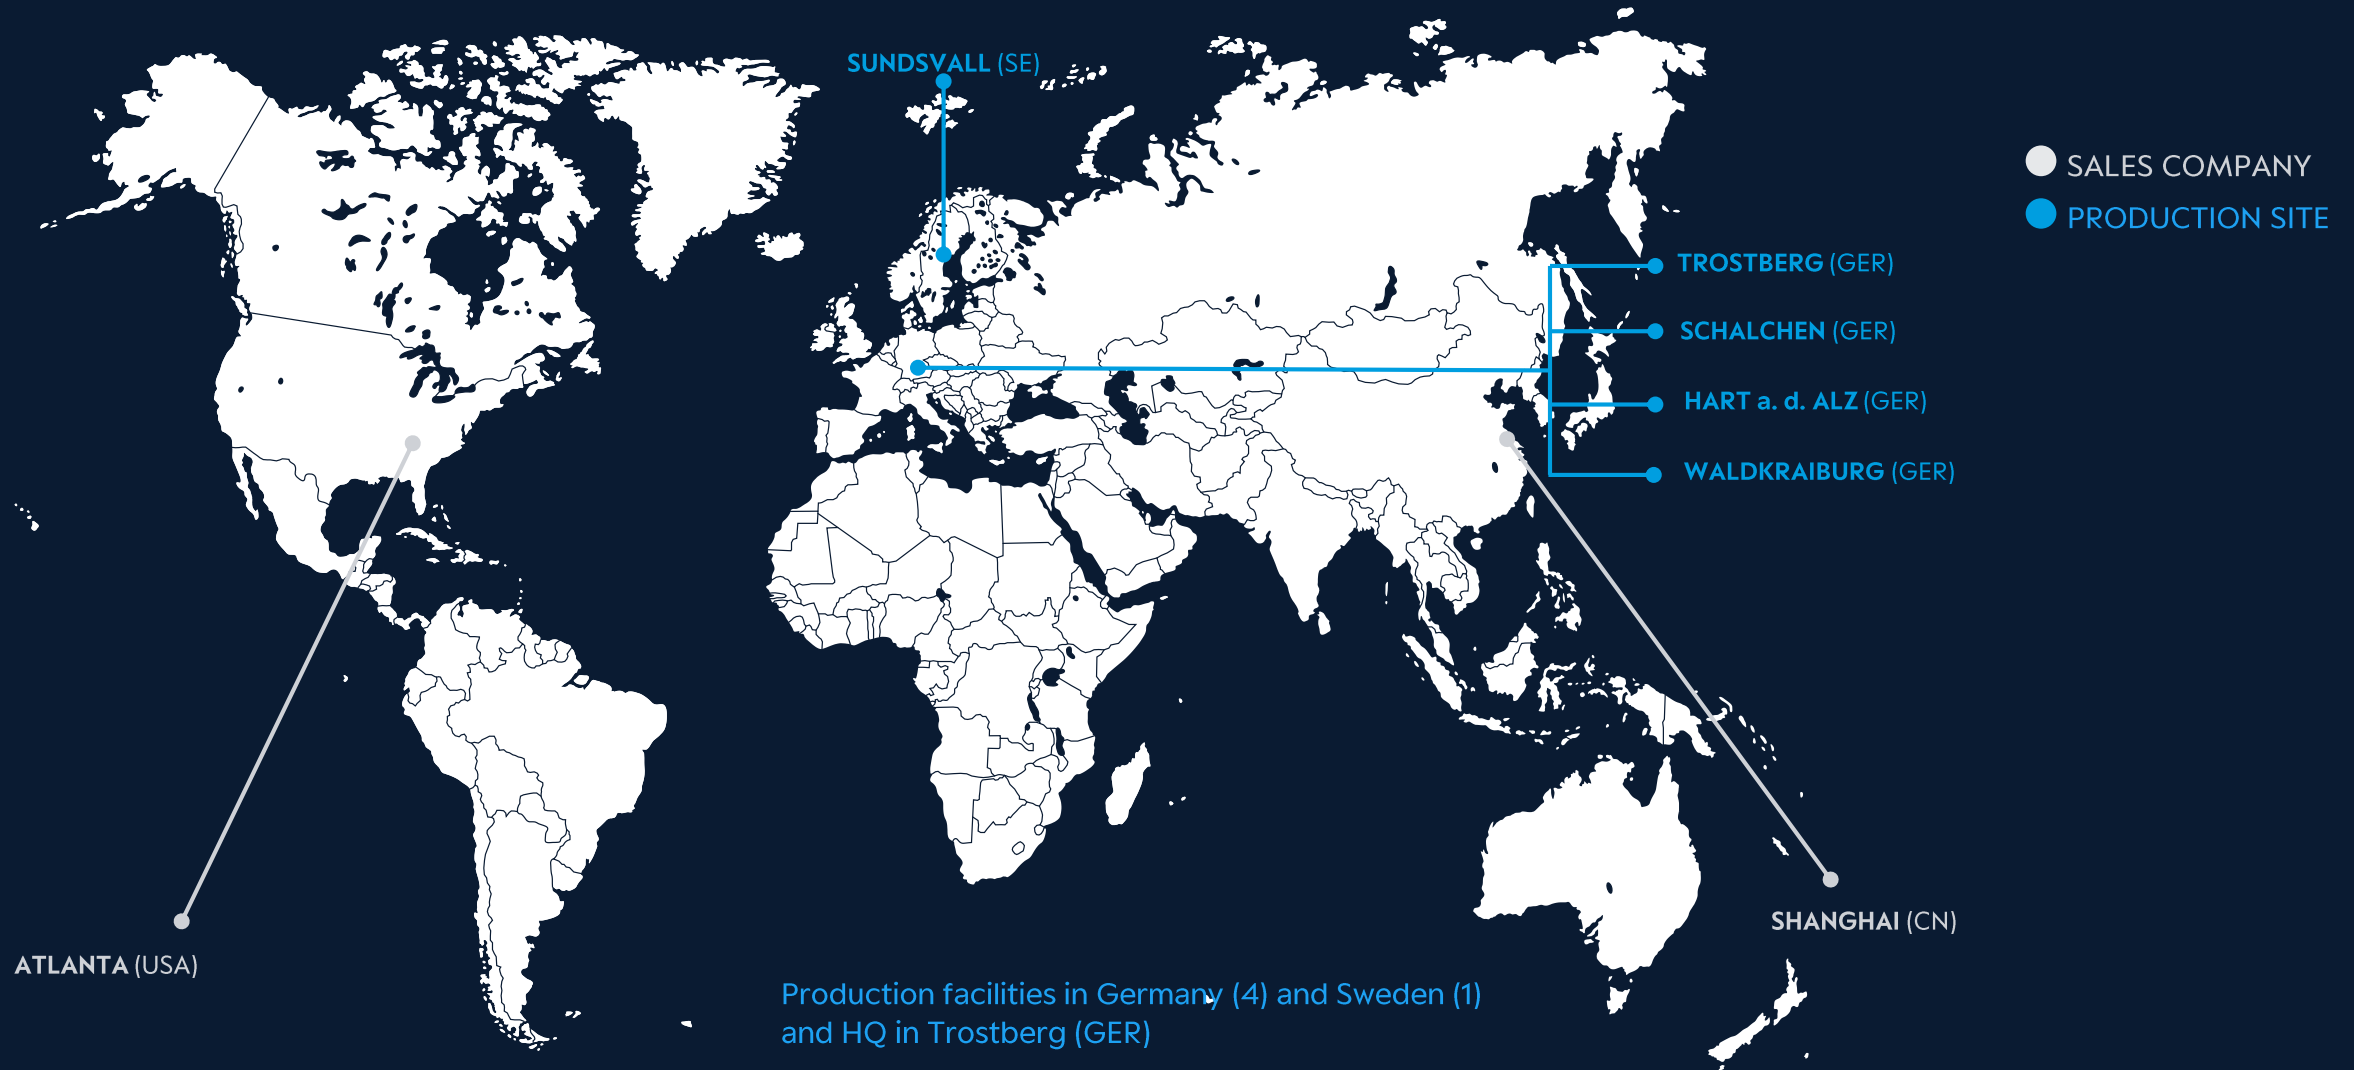 SUNDSVALL (SE)
SALES COMPANY
PRODUCTION SITE
TROSTBERG (GER)
SCHALCHEN (GER)
HART a. d. ALZ (GER)
WALDKRAIBURG (GER)
SHANGHAI (CN)
ATLANTA (USA)
Production facilities in Germany (4) and Sweden (1)
and HQ in Trostberg (GER)